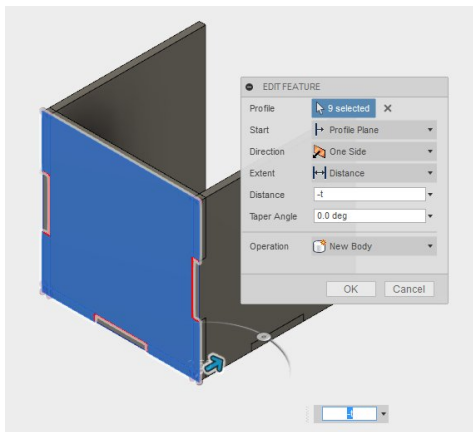 EDIT FEATURE
Profile 9 selected
Start Profile Plane
Direction One Side
Extent Distance
Distance -t
Taper Angle 0.0 deg
Operation New Body
OK Cancel
-t